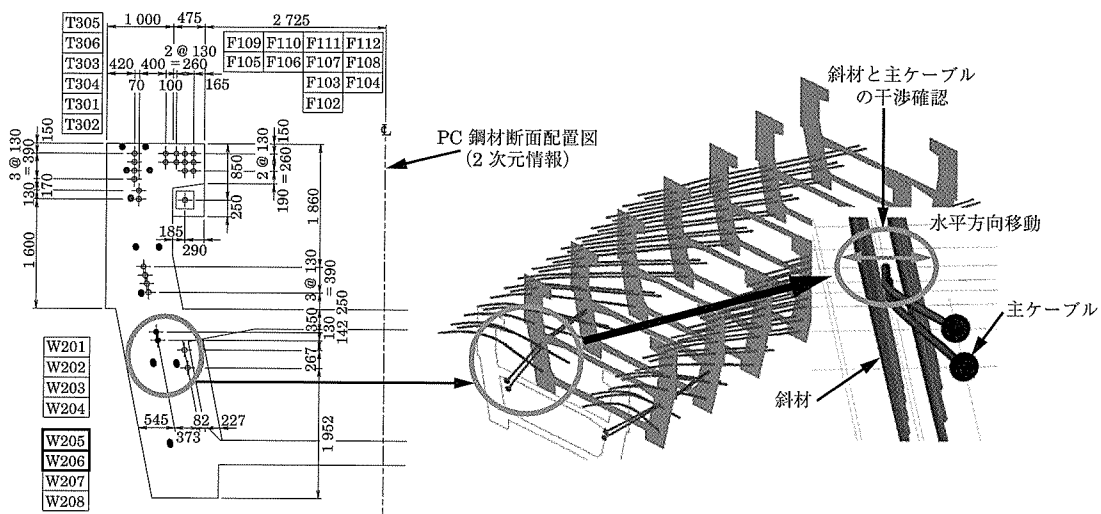 T305
T306
T303
T304
T301
T302
1 000
475
2 725
2 @ 130
=260
420
400
70
100
165
F109 F110 F111 F112
F105 F106 F107 F108
F103 F104
F102
150
3 @ 130
= 390
170
130
1 600
850
250
150
2 @ 130
= 260
190
1 860
185
290
3 @ 130
= 390
250
350
130
142
267
1 952
545
82
227
373
W201
W202
W203
W204
W205
W206
W207
W208
℄
PC 鋼材断面配置図
(2 次元情報)
斜材と主ケーブル
の干渉確認
水平方向移動
主ケーブル
斜材